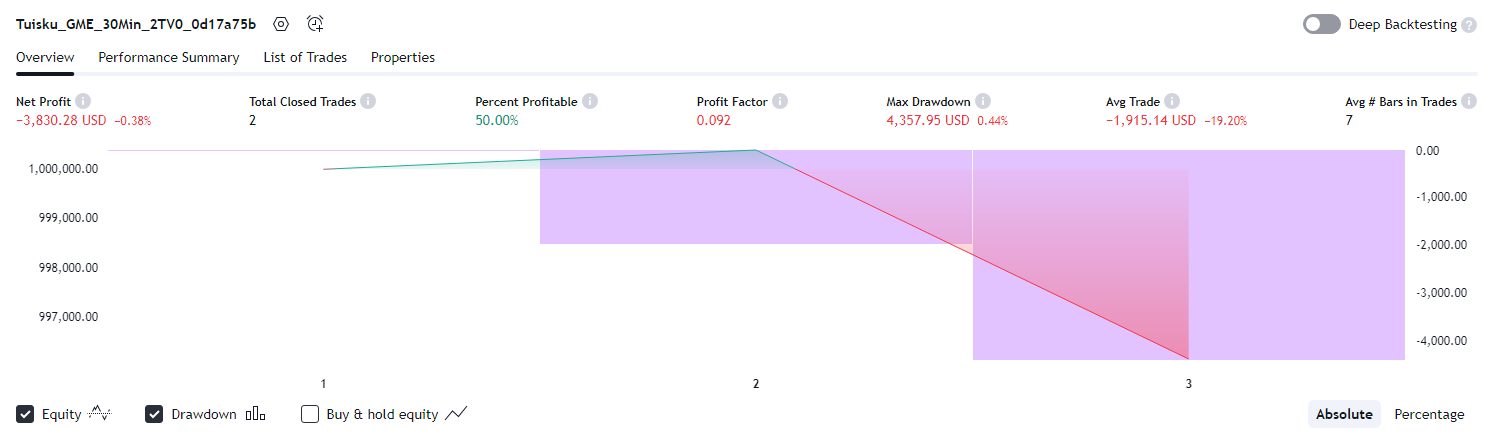 Tuisku_GME_30Min_2TV0_0d17a75b Deep Backtesting ?
Overview Performance Summary List of Trades Properties
Net Profit Total Closed Trades Percent Profitable Profit Factor Max Drawdown Avg Trade Avg # Bars in Trades
−3,830.28 USD −0.38% 2 50.00% 0.092 4,357.95 USD 0.44% −1,915.14 USD −19.20% 7
0.00
1,000,000.00
-1,000.00
999,000.00
-2,000.00
998,000.00
-3,000.00
997,000.00
-4,000.00
1 2 3
Equity Drawdown Buy & hold equity Absolute Percentage